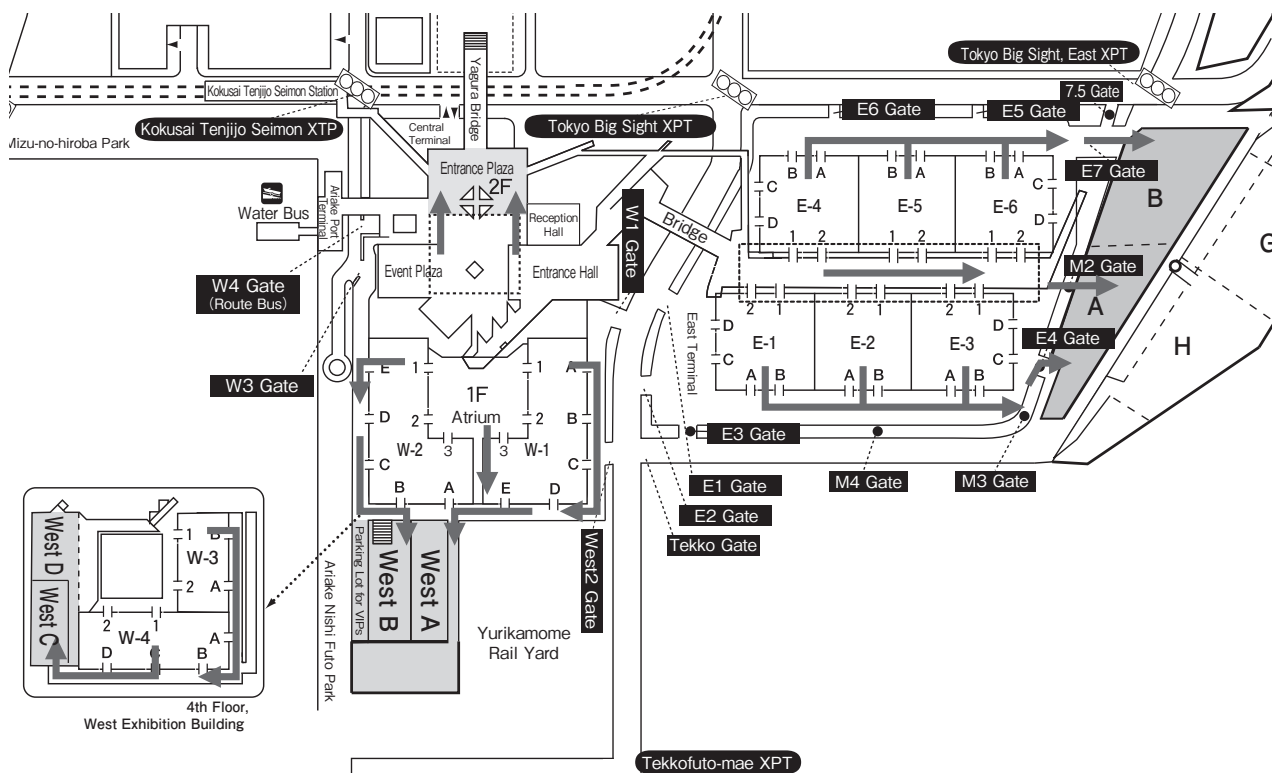 Tokyo Big Sight, East XPT
Kokusai Tenjijo Seimon Station
7.5 Gate
E6 Gate
E5 Gate
Kokusai Tenjijo Seimon XTP
Central
Terminal
Yagura Bridge
Tokyo Big Sight XPT
Mizu-no-hiroba Park
Entrance Plaza
2F
E7 Gate
B
B A
B A
B A
C
D
C
D
E-4
E-5
E-6
1 2
1 2
1 2
Water Bus
Ariake Port
Terminal
Reception
Hall
W1 Gate
Bridge
G
W4 Gate
(Route Bus)
Event Plaza
Entrance Hall
M2 Gate
A
2 1
2 1
2 1
D
C
D
C
E-1
E-2
E-3
E4 Gate
H
A B
A B
A B
W3 Gate
East Terminal
E
1
1
A
1F
Atrium
D
2
2
B
W-2
3
3
W-1
C
C
B
A
E
D
E3 Gate
E1 Gate
M4 Gate
M3 Gate
E2 Gate
Tekko Gate
West2 Gate
Parking Lot for VIPs
West B
West A
Yurikamome
Rail Yard
Ariake Nishi Futo Park
West D
West C
1
B
W-3
2
A
2
1
W-4
A
D
C
B
4th Floor,
West Exhibition Building
Tekkofuto-mae XPT